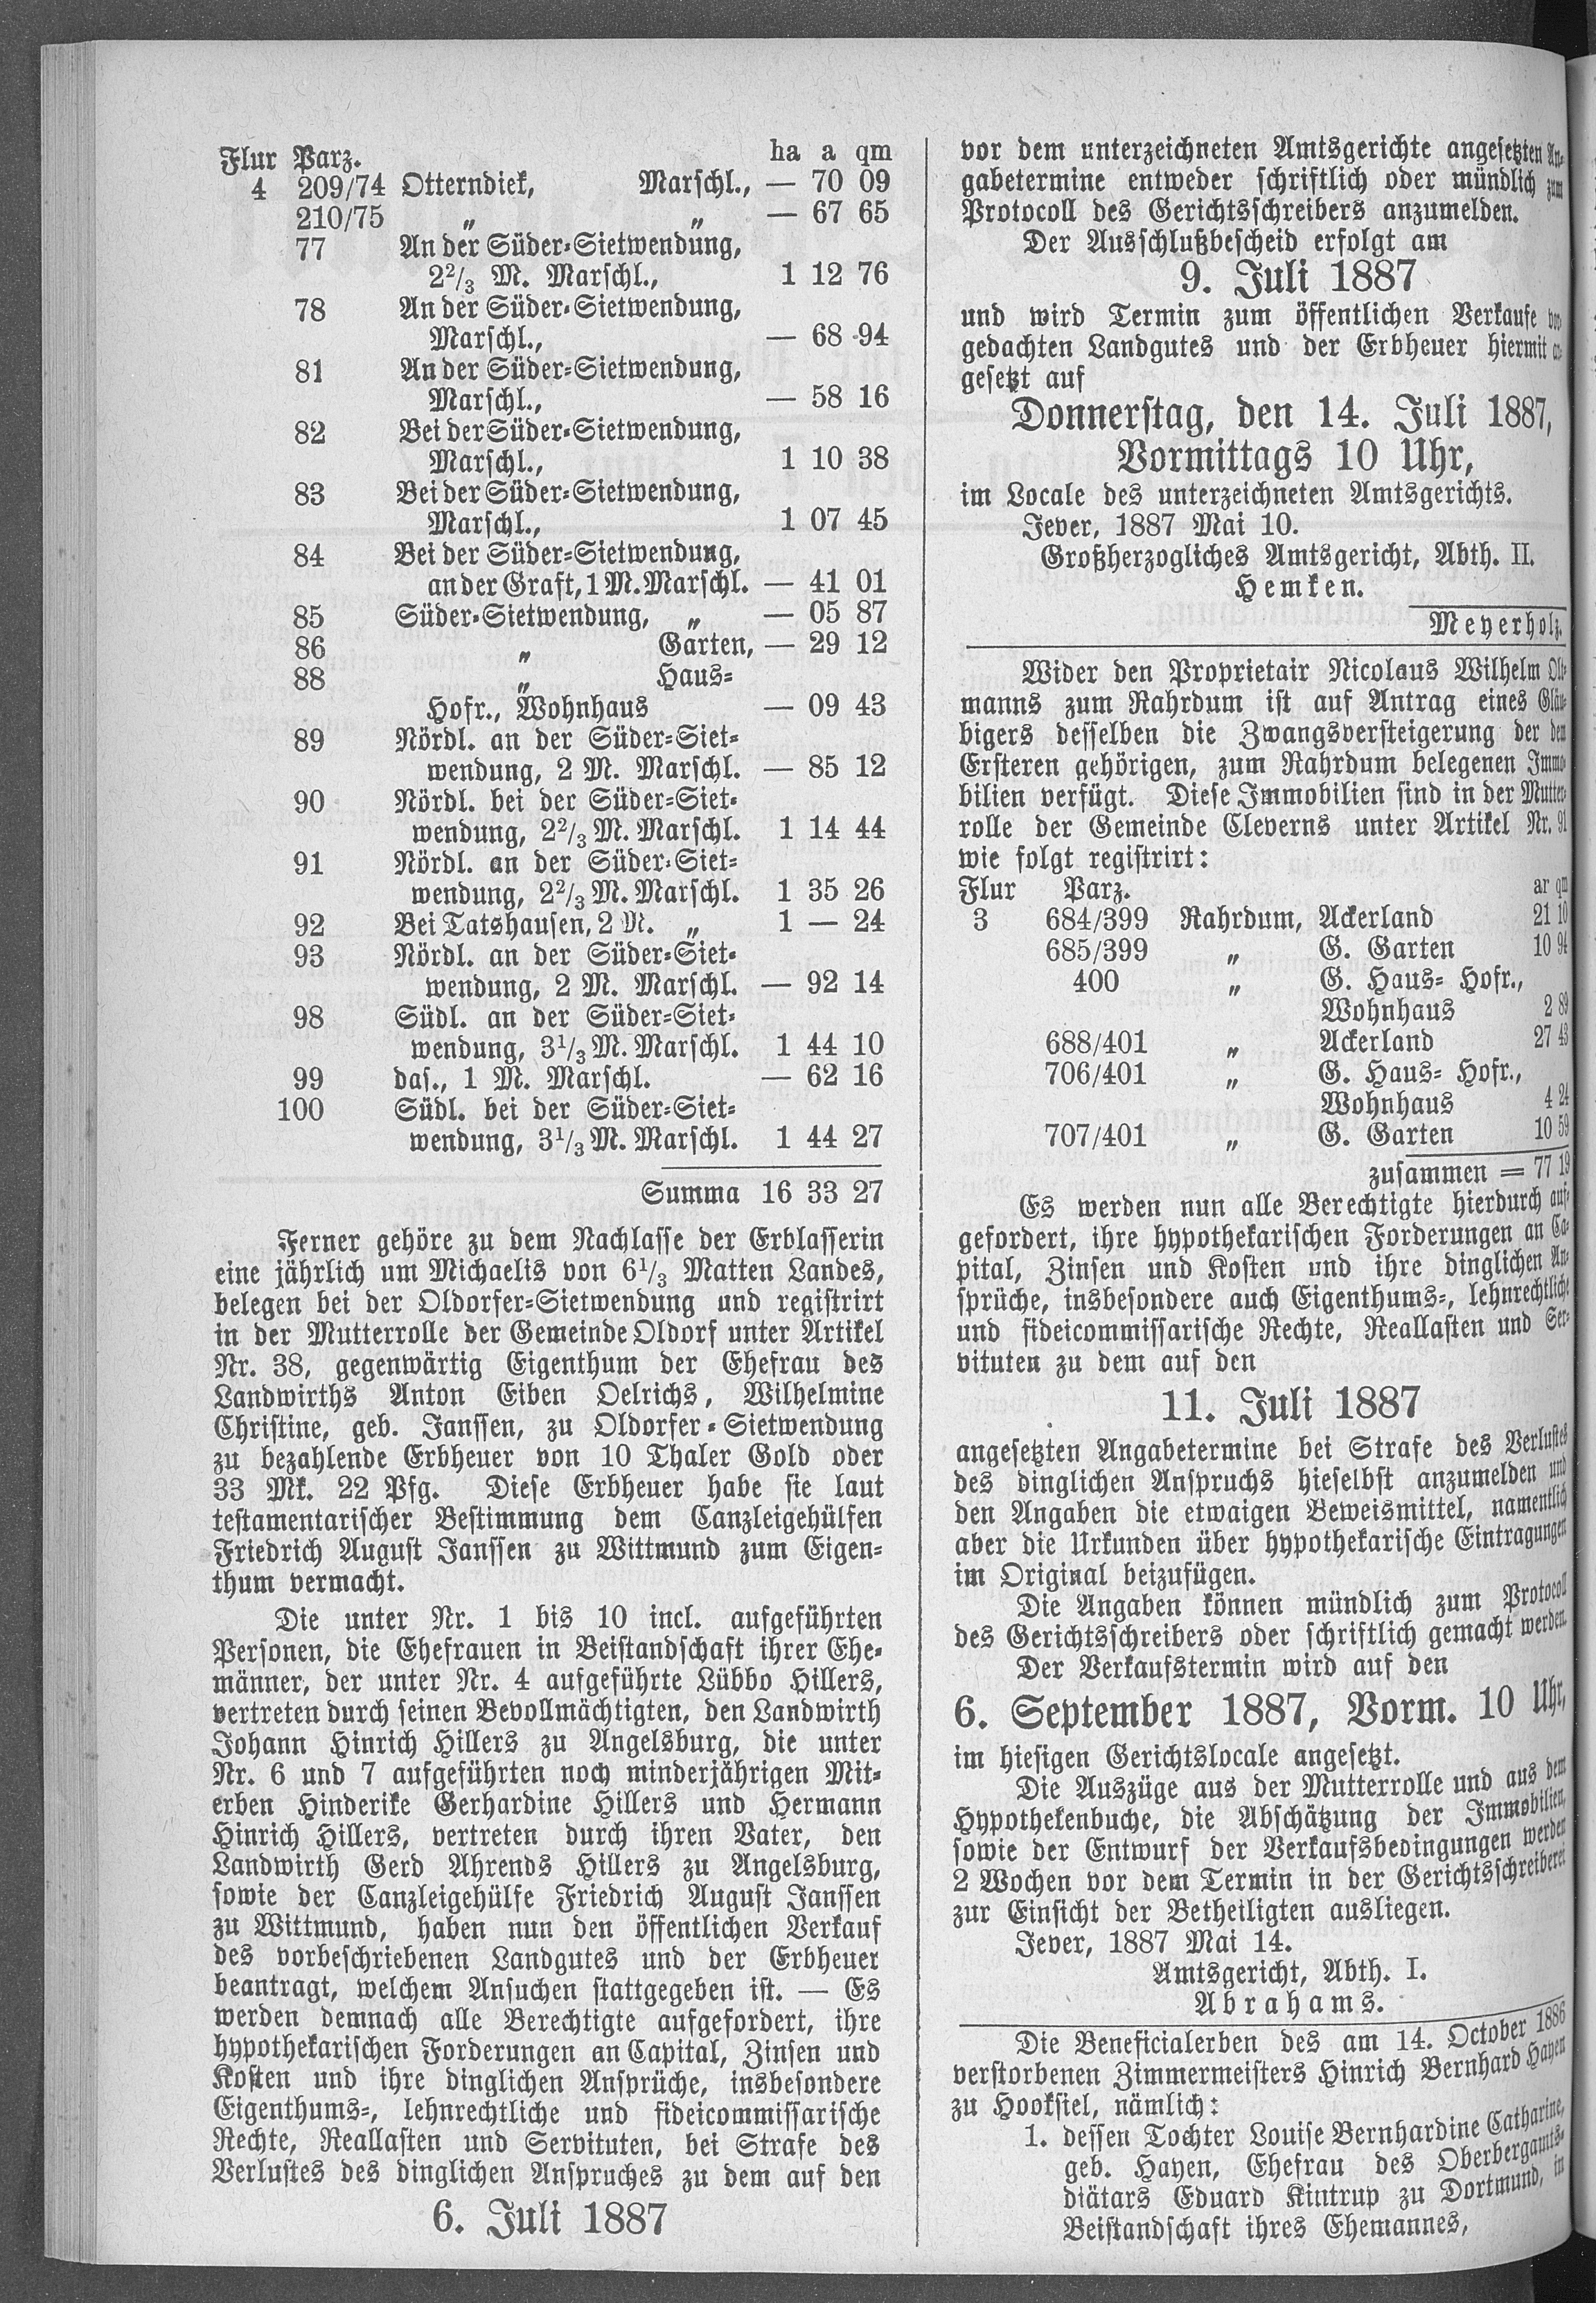 Flur Parz. ha a qm
4 209/74 Otterndiek, Marschl., — 70 09
210/75 „ „ — 67 65
77 An der Süder-Sietwendung,
2²/₃ M. Marschl., 1 12 76
78 An der Süder-Sietwendung,
Marschl., — 68 94
81 An der Süder-Sietwendung,
Marschl., — 58 16
82 Bei der Süder-Sietwendung,
Marschl., 1 10 38
83 Bei der Süder-Sietwendung,
Marschl., 1 07 45
84 Bei der Süder-Sietwendung,
an der Graft, 1 M. Marschl. — 41 01
85 Süder-Sietwendung, „ — 05 87
86 „ Garten, — 29 12
88 „ Haus-
Hofr., Wohnhaus — 09 43
89 Nördl. an der Süder-Siet-
wendung, 2 M. Marschl. — 85 12
90 Nördl. bei der Süder-Siet-
wendung, 2²/₃ M. Marschl. 1 14 44
91 Nördl. an der Süder-Siet-
wendung, 2²/₃ M. Marschl. 1 35 26
92 Bei Tatshausen, 2 M. „ 1 — 24
93 Nördl. an der Süder-Siet-
wendung, 2 M. Marschl. — 92 14
98 Südl. an der Süder-Siet-
wendung, 3¹/₃ M. Marschl. 1 44 10
99 das., 1 M. Marschl. — 62 16
100 Südl. bei der Süder-Siet-
wendung, 3¹/₃ M. Marschl. 1 44 27
Summa 16 33 27
Ferner gehöre zu dem Nachlasse der Erblasserin
eine jährlich um Michaelis von 6¹/₃ Matten Landes,
belegen bei der Oldorfer-Sietwendung und registrirt
in der Mutterrolle der Gemeinde Oldorf unter Artikel
Nr. 38, gegenwärtig Eigenthum der Ehefrau des
Landwirths Anton Eiben Oelrichs, Wilhelmine
Christine, geb. Janssen, zu Oldorfer-Sietwendung
zu bezahlende Erbheuer von 10 Thaler Gold oder
33 Mk. 22 Pfg. Diese Erbheuer habe sie laut
testamentarischer Bestimmung dem Canzleigehülfen
Friedrich August Janssen zu Wittmund zum Eigen-
thum vermacht.
Die unter Nr. 1 bis 10 incl. aufgeführten
Personen, die Ehefrauen in Beistandschaft ihrer Ehe-
männer, der unter Nr. 4 aufgeführte Lübbo Hillers,
vertreten durch seinen Bevollmächtigten, den Landwirth
Johann Hinrich Hillers zu Angelsburg, die unter
Nr. 6 und 7 aufgeführten noch minderjährigen Mit-
erben Hinderike Gerhardine Hillers und Hermann
Hinrich Hillers, vertreten durch ihren Vater, den
Landwirth Gerd Ahrends Hillers zu Angelsburg,
sowie der Canzleigehülfe Friedrich August Janssen
zu Wittmund, haben nun den öffentlichen Verkauf
des vorbeschriebenen Landgutes und der Erbheuer
beantragt, welchem Ansuchen stattgegeben ist. — Es
werden demnach alle Berechtigte aufgefordert, ihre
hypothekarischen Forderungen an Capital, Zinsen und
Kosten und ihre dinglichen Ansprüche, insbesondere
Eigenthums-, lehnrechtliche und fideicommissarische
Rechte, Reallasten und Servituten, bei Strafe des
Verlustes des dinglichen Anspruches zu dem auf den
6. Juli 1887
vor dem unterzeichneten Amtsgerichte angesetzten An-
gabetermine entweder schriftlich oder mündlich zum
Protocoll des Gerichtsschreibers anzumelden.
Der Ausschlußbescheid erfolgt am
9. Juli 1887
und wird Termin zum öffentlichen Verkaufe vor-
gedachten Landgutes und der Erbheuer hiermit an-
gesetzt auf
Donnerstag, den 14. Juli 1887,
Vormittags 10 Uhr,
im Locale des unterzeichneten Amtsgerichts.
Jever, 1887 Mai 10.
Großherzogliches Amtsgericht, Abth. II.
Hemken.
Meyerholz.
Wider den Proprietair Nicolaus Wilhelm Olt-
manns zum Rahrdum ist auf Antrag eines Gläu-
bigers desselben die Zwangsversteigerung der dem
Ersteren gehörigen, zum Rahrdum belegenen Immo-
bilien verfügt. Diese Immobilien sind in der Mutter-
rolle der Gemeinde Cleverns unter Artikel Nr. 91
wie folgt registrirt:
Flur Parz. ar qm
3 684/399 Rahrdum, Ackerland 21 10
685/399 „ G. Garten 10 94
400 „ G. Haus- Hofr.,
Wohnhaus 2 89
688/401 „ Ackerland 27 43
706/401 „ G. Haus- Hofr.,
Wohnhaus 4 24
707/401 „ G. Garten 10 59
zusammen = 77 19
Es werden nun alle Berechtigte hierdurch auf-
gefordert, ihre hypothekarischen Forderungen an Ca-
pital, Zinsen und Kosten und ihre dinglichen An-
sprüche, insbesondere auch Eigenthums-, lehnrechtliche
und fideicommissarische Rechte, Reallasten und Ser-
vituten zu dem auf den
11. Juli 1887
angesetzten Angabetermine bei Strafe des Verlustes
des dinglichen Anspruchs hieselbst anzumelden und
den Angaben die etwaigen Beweismittel, namentlich
aber die Urkunden über hypothekarische Eintragungen
im Original beizufügen.
Die Angaben können mündlich zum Protocoll
des Gerichtsschreibers oder schriftlich gemacht werden.
Der Verkaufstermin wird auf den
6. September 1887, Vorm. 10 Uhr,
im hiesigen Gerichtslocale angesetzt.
Die Auszüge aus der Mutterrolle und aus dem
Hypothekenbuche, die Abschätzung der Immobilien,
sowie der Entwurf der Verkaufsbedingungen werden
2 Wochen vor dem Termin in der Gerichtsschreiberei
zur Einsicht der Betheiligten ausliegen.
Jever, 1887 Mai 14.
Amtsgericht, Abth. I.
Abrahams.
Die Beneficialerben des am 14. October 1886
verstorbenen Zimmermeisters Hinrich Bernhard Hayen
zu Hooksiel, nämlich:
1. dessen Tochter Louise Bernhardine Catharine,
geb. Hayen, Ehefrau des Oberbergamts-
diätars Eduard Kintrup zu Dortmund, in
Beistandschaft ihres Ehemannes,